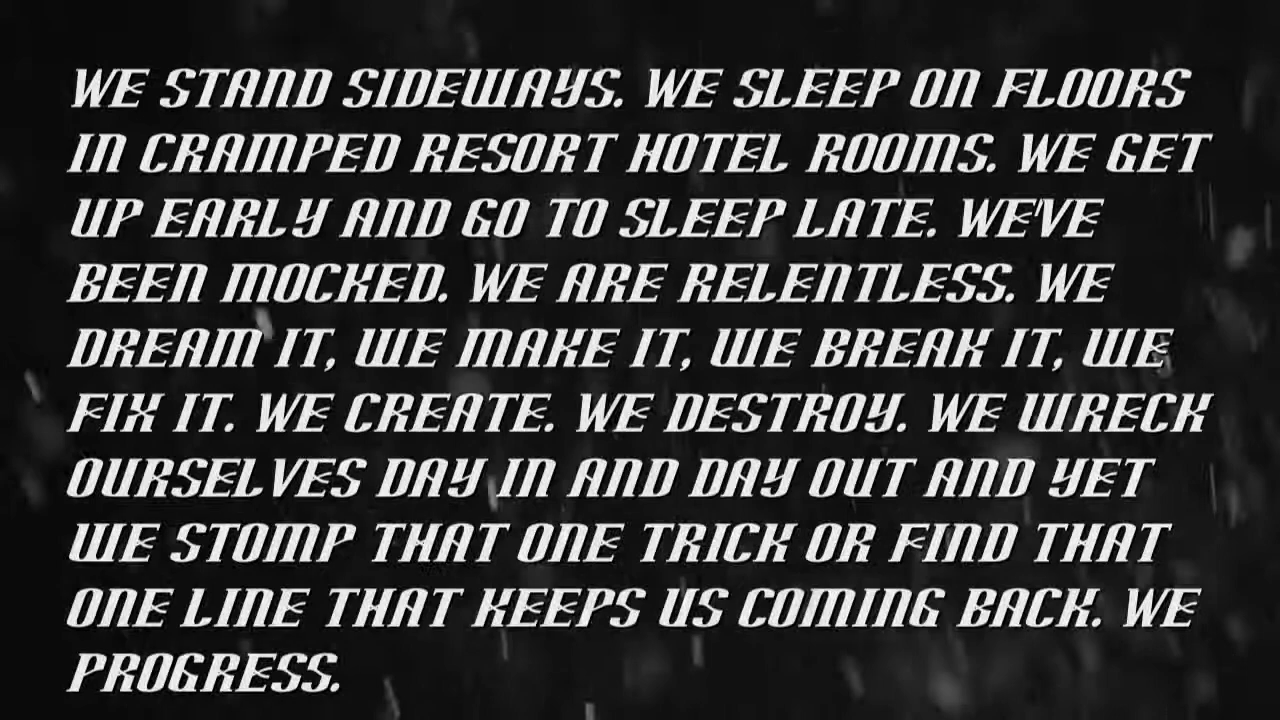 WE STAND SIDEWAYS. WE SLEEP ON FLOORS
IN CRAMPED RESORT HOTEL ROOMS. WE GET
UP EARLY AND GO TO SLEEP LATE. WE'VE
BEEN MOCKED. WE ARE RELENTLESS. WE
DREAM IT, WE MAKE IT, WE BREAK IT, WE
FIX IT. WE CREATE. WE DESTROY. WE WRECK
OURSELVES DAY IN AND DAY OUT AND YET
WE STOMP THAT ONE TRICK OR FIND THAT
ONE LINE THAT KEEPS US COMING BACK. WE
PROGRESS.